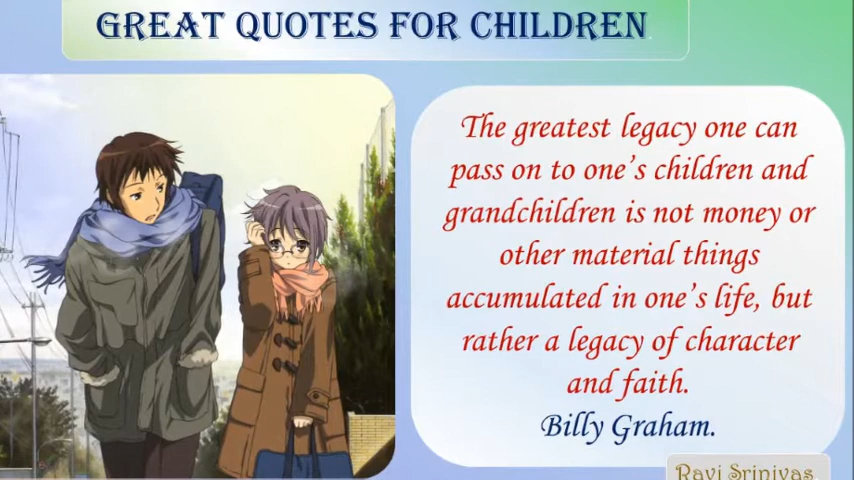 GREAT QUOTES FOR CHILDREN
The greatest legacy one can
pass on to one's children and
grandchildren is not money or
other material things
accumulated in one's life, but
rather a legacy of character
and faith.
Billy Graham.
Ravi Srinivas